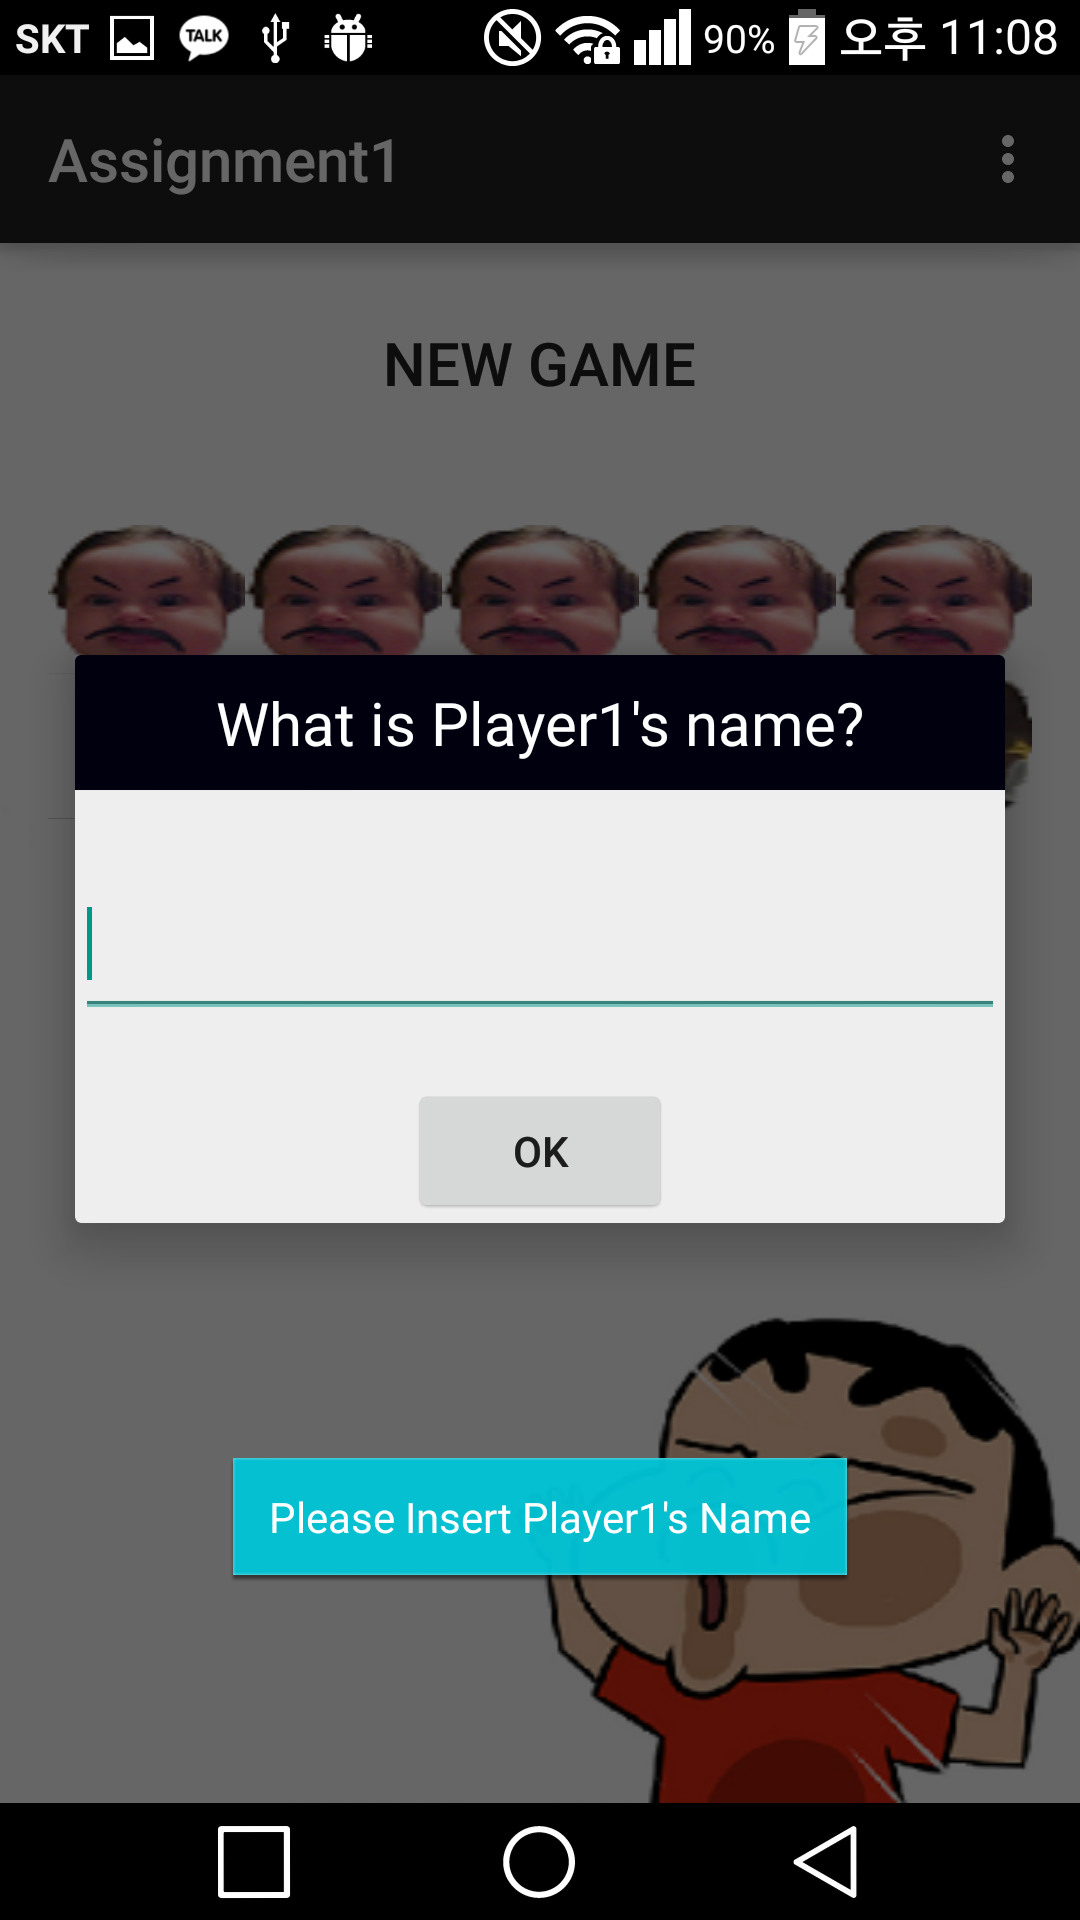 SKT TALK 90% 오후 11:08
Assignment1
NEW GAME
What is Player1's name?
OK
Please Insert Player1's Name